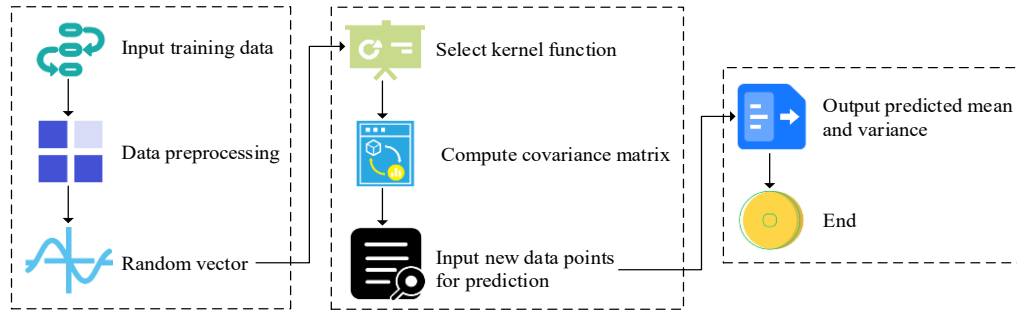 Input training data
Data preprocessing
Random vector
Select kernel function
Compute covariance matrix
Input new data points
for prediction
Output predicted mean
and variance
End